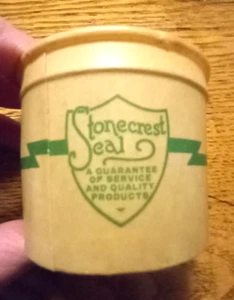 Stonecrest
Seal
A GUARANTEE
OF SERVICE
AND QUALITY
PRODUCTS